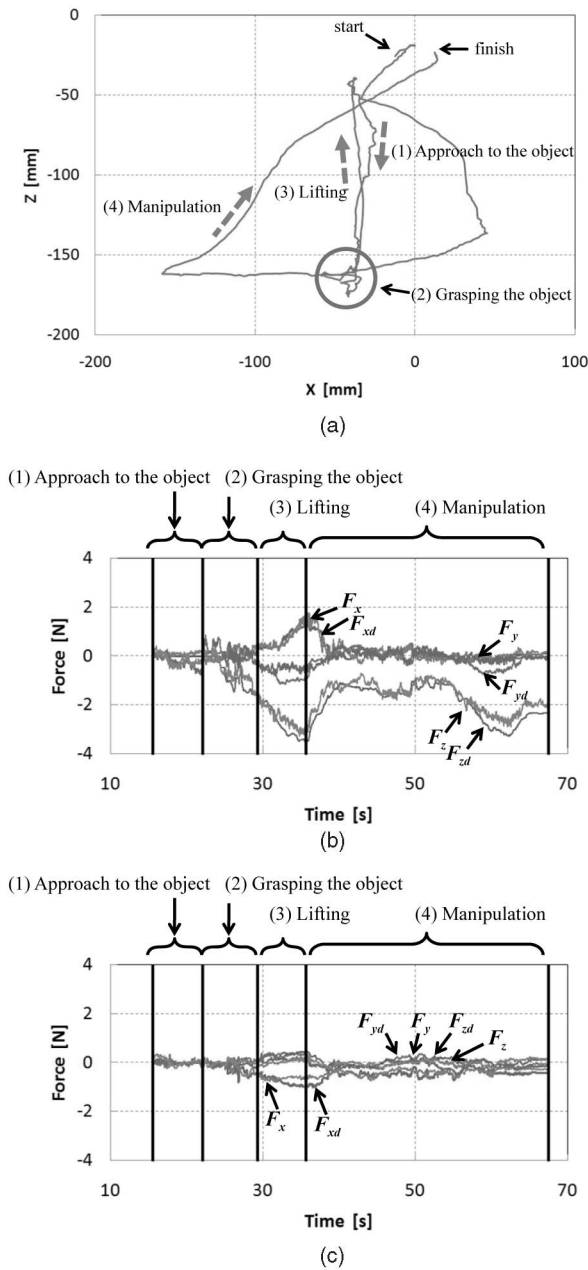 0
start
finish
-50
(1) Approach to the object
Z [mm]
-100
(3) Lifting
(4) Manipulation
-150
(2) Grasping the object
-200
-200 -100 0 100
X [mm]
(a)
(1) Approach to the object (2) Grasping the object
(3) Lifting (4) Manipulation
4
2
Fx
Fxd
Fy
Force [N]
0
Fyd
-2
Fz
Fzd
-4
10 30 50 70
Time [s]
(b)
(1) Approach to the object (2) Grasping the object
(3) Lifting (4) Manipulation
4
2
Fyd Fy Fzd Fz
Force [N]
0
Fx Fxd
-2
-4
10 30 50 70
Time [s]
(c)